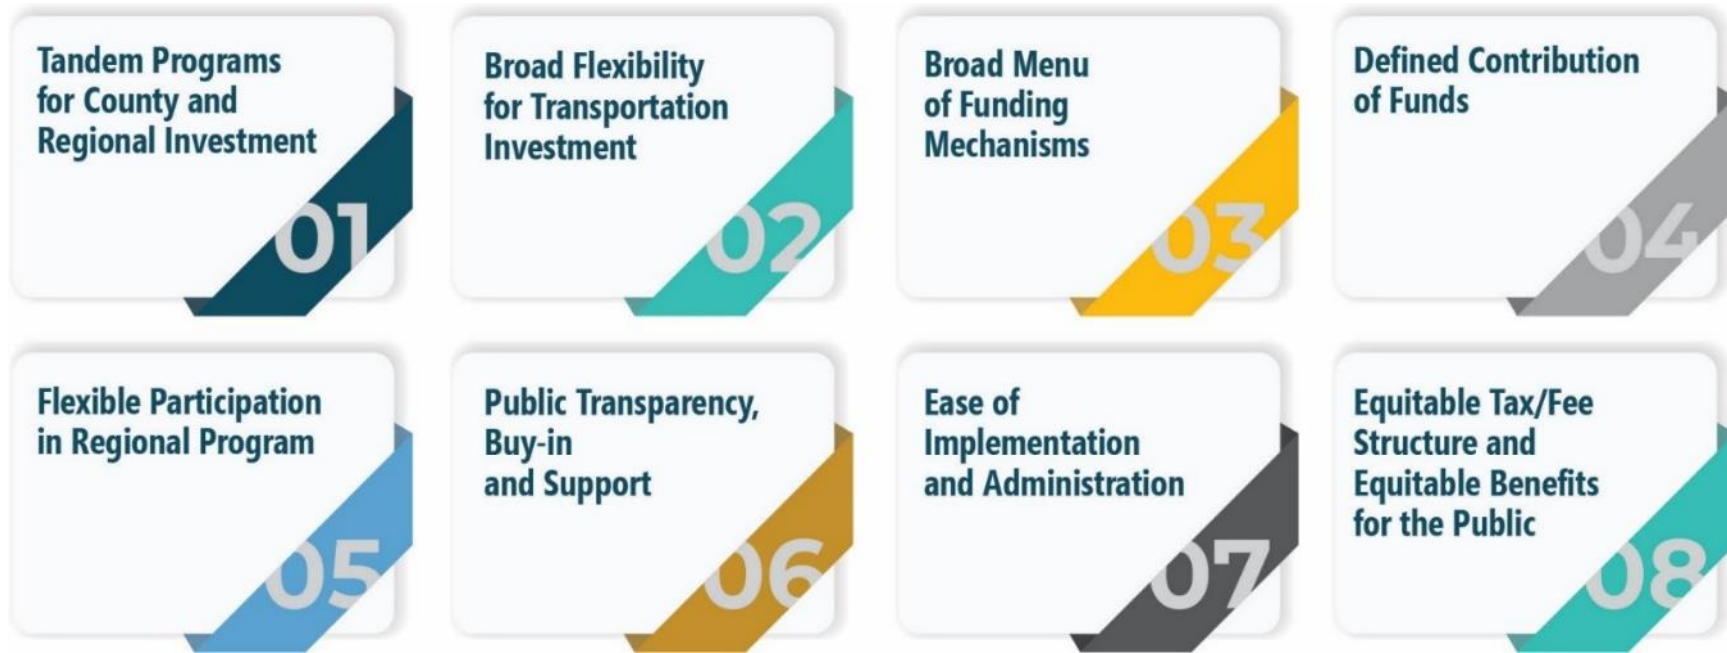 Tandem Programs
for County and
Regional Investment
01
Broad Flexibility
for Transportation
Investment
02
Broad Menu
of Funding
Mechanisms
03
Defined Contribution
of Funds
04
Flexible Participation
in Regional Program
05
Public Transparency,
Buy-in
and Support
06
Ease of
Implementation
and Administration
07
Equitable Tax/Fee
Structure and
Equitable Benefits
for the Public
08